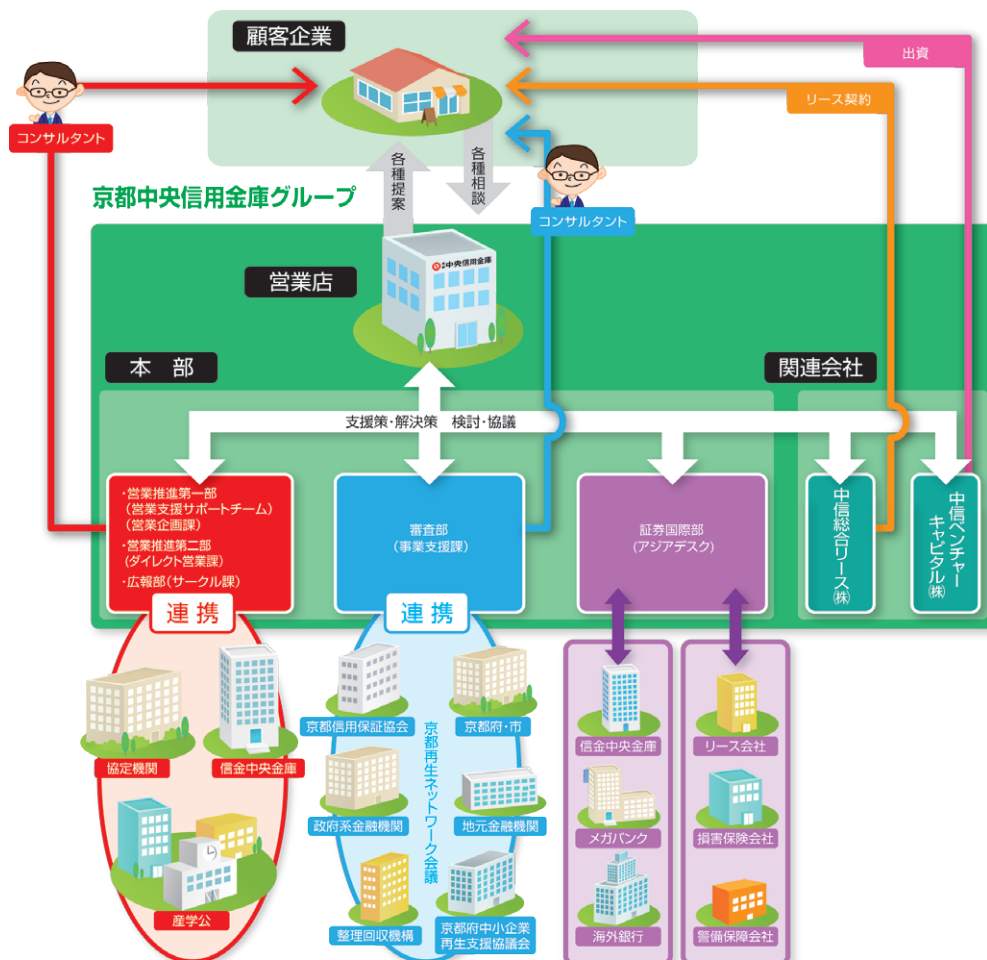 顧客企業
出資
リース契約
コンサルタント
各種提案
各種相談
コンサルタント
京都中央信用金庫グループ
中央信用金庫
営業店
本部
関連会社
支援策・解決策 検討・協議
・営業推進第一部
(営業支援サポートチーム)
(営業企画課)
・営業推進第二部
(ダイレクト営業課)
・広報部(サークル課)
審査部
(事業支援課)
証券国際部
(アジアデスク)
中信総合リース㈱
中信ベンチャー
キャピタル㈱
連携
連携
協定機関
信金中央金庫
産学公
京都再生ネットワーク会議
京都信用保証協会
京都府・市
政府系金融機関
地元金融機関
整理回収機構
京都府中小企業
再生支援協議会
信金中央金庫
メガバンク
海外銀行
リース会社
損害保険会社
警備保障会社